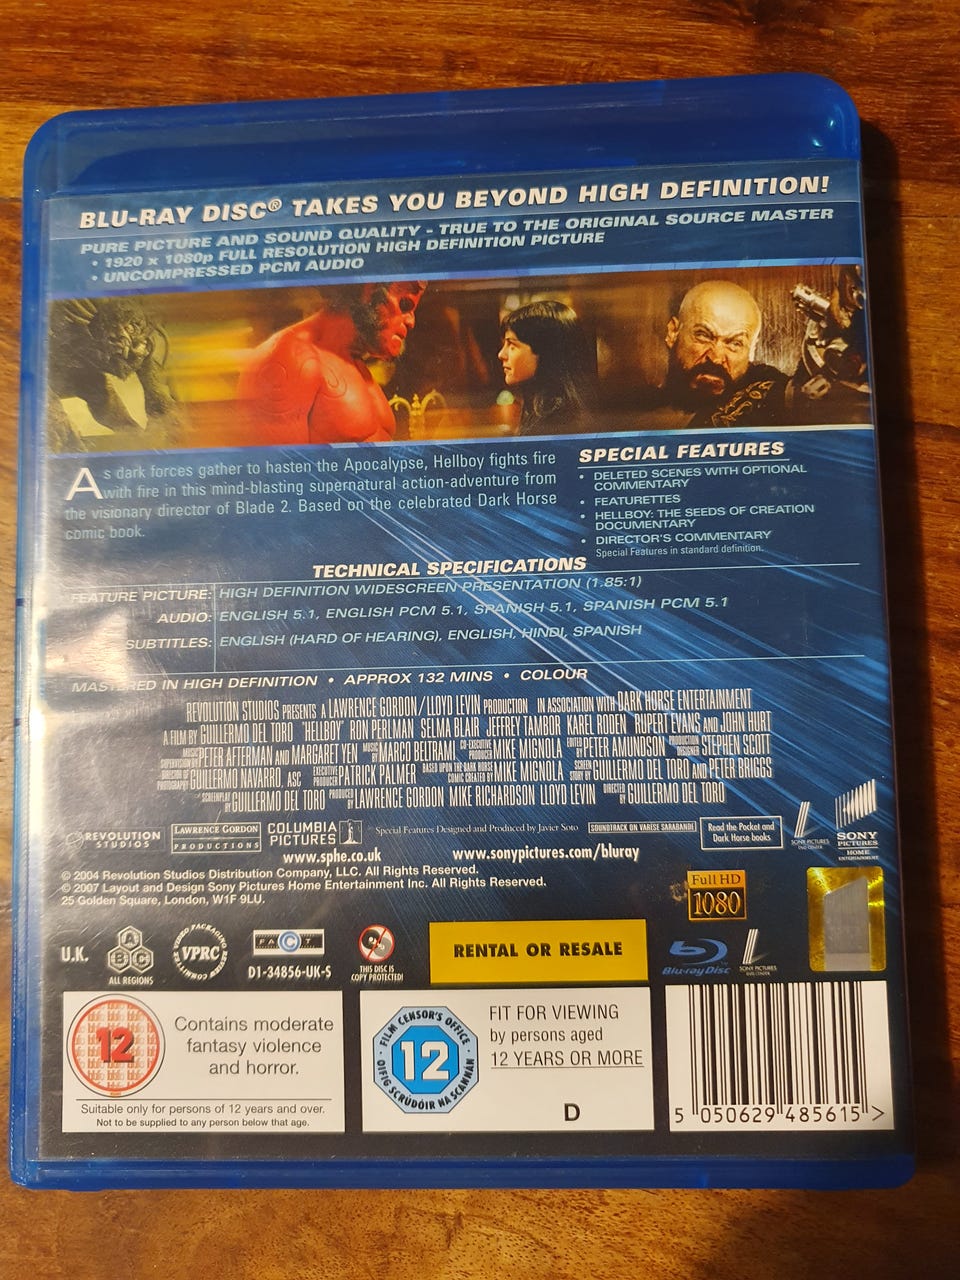 BLU-RAY DISC® TAKES YOU BEYOND HIGH DEFINITION!
PURE PICTURE AND SOUND QUALITY - TRUE TO THE ORIGINAL SOURCE MASTER
• 1920 x 1080p FULL RESOLUTION HIGH DEFINITION PICTURE
• UNCOMPRESSED PCM AUDIO
As dark forces gather to hasten the Apocalypse, Hellboy fights fire
with fire in this mind-blasting supernatural action-adventure from
the visionary director of Blade 2. Based on the celebrated Dark Horse
comic book.
SPECIAL FEATURES
• DELETED SCENES WITH OPTIONAL
COMMENTARY
• FEATURETTES
• HELLBOY: THE SEEDS OF CREATION
DOCUMENTARY
• DIRECTOR'S COMMENTARY
Special Features in standard definition.
TECHNICAL SPECIFICATIONS
FEATURE PICTURE: HIGH DEFINITION WIDESCREEN PRESENTATION (1.85:1)
AUDIO: ENGLISH 5.1, ENGLISH PCM 5.1, SPANISH 5.1, SPANISH PCM 5.1
SUBTITLES: ENGLISH (HARD OF HEARING), ENGLISH, HINDI, SPANISH
MASTERED IN HIGH DEFINITION • APPROX 132 MINS • COLOUR
REVOLUTION STUDIOS PRESENTS A LAWRENCE GORDON/LLOYD LEVIN PRODUCTION IN ASSOCIATION WITH DARK HORSE ENTERTAINMENT
A FILM BY GUILLERMO DEL TORO "HELLBOY" RON PERLMAN SELMA BLAIR JEFFREY TAMBOR KAREL RODEN RUPERT EVANS AND JOHN HURT
MUSIC SUPERVISION BY PETER AFTERMAN AND MARGARET YEN MUSIC BY MARCO BELTRAMI CO-EXECUTIVE PRODUCER MIKE MIGNOLA EDITED BY PETER AMUNDSON PRODUCTION DESIGNER STEPHEN SCOTT
DIRECTOR OF PHOTOGRAPHY GUILLERMO NAVARRO, ASC EXECUTIVE PRODUCER PATRICK PALMER BASED UPON THE DARK HORSE COMIC CREATED BY MIKE MIGNOLA SCREEN STORY BY GUILLERMO DEL TORO AND PETER BRIGGS
SCREENPLAY BY GUILLERMO DEL TORO PRODUCED BY LAWRENCE GORDON MIKE RICHARDSON LLOYD LEVIN DIRECTED BY GUILLERMO DEL TORO
REVOLUTION
STUDIOS
LAWRENCE GORDON
PRODUCTIONS
COLUMBIA
PICTURES
Special Features Designed and Produced by Javier Soto
SOUNDTRACK ON VARÈSE SARABANDE
Read the Pocket and
Dark Horse books
SONY PICTURES
DVD CENTER
SONY
PICTURES
HOME
ENTERTAINMENT
www.sphe.co.uk
www.sonypictures.com/bluray
© 2004 Revolution Studios Distribution Company, LLC. All Rights Reserved.
© 2007 Layout and Design Sony Pictures Home Entertainment Inc. All Rights Reserved.
25 Golden Square, London, W1F 9LU.
Full HD
1080
U.K.
A
B C
ALL REGIONS
VIDEO PACKAGING REVIEW COMMITTEE
VPRC
FACT
D1-34856-UK-S
THIS DISC IS
COPY PROTECTED!
RENTAL OR RESALE
Blu-ray Disc
SONY PICTURES
DVD CENTER
12
Contains moderate
fantasy violence
and horror.
Suitable only for persons of 12 years and over.
Not to be supplied to any person below that age.
FILM CENSOR'S OFFICE
12
OIFIG SCRÚDÓIR NA SCANNÁN
FIT FOR VIEWING
by persons aged
12 YEARS OR MORE
D
5 050629 485615 >